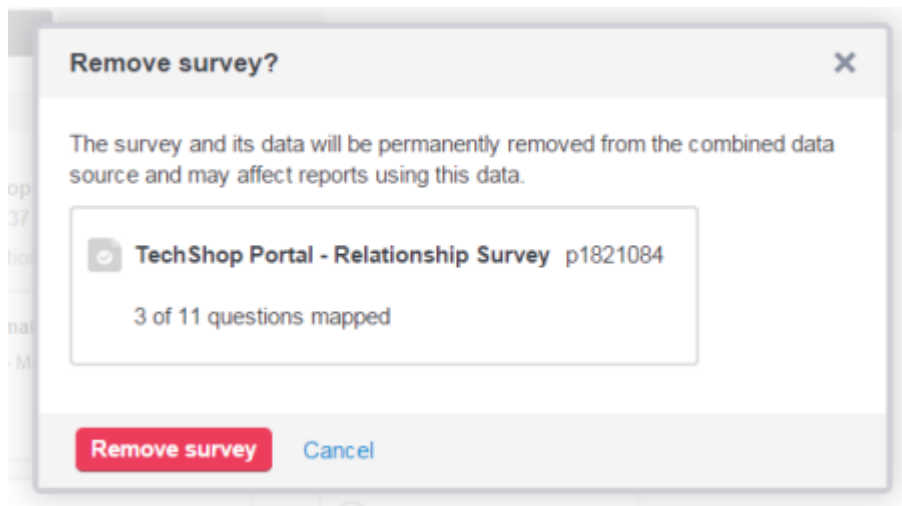 Remove survey?
The survey and its data will be permanently removed from the combined data
source and may affect reports using this data.
TechShop Portal - Relationship Survey p1821084
3 of 11 questions mapped
Remove survey Cancel